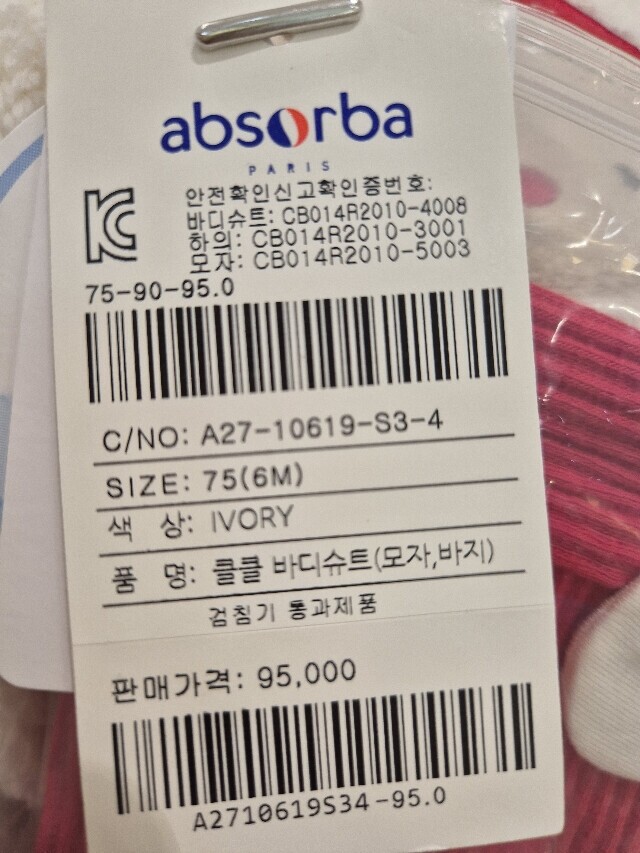 absorba
PARIS
안전확인신고확인증번호:
바디슈트: CB014R2010-4008
하의: CB014R2010-3001
모자: CB014R2010-5003
75-90-95.0
C/NO: A27-10619-S3-4
SIZE: 75(6M)
색 상: IVORY
품 명: 클클 바디슈트(모자,바지)
검침기 통과제품
판매가격: 95,000
A2710619S34-95.0